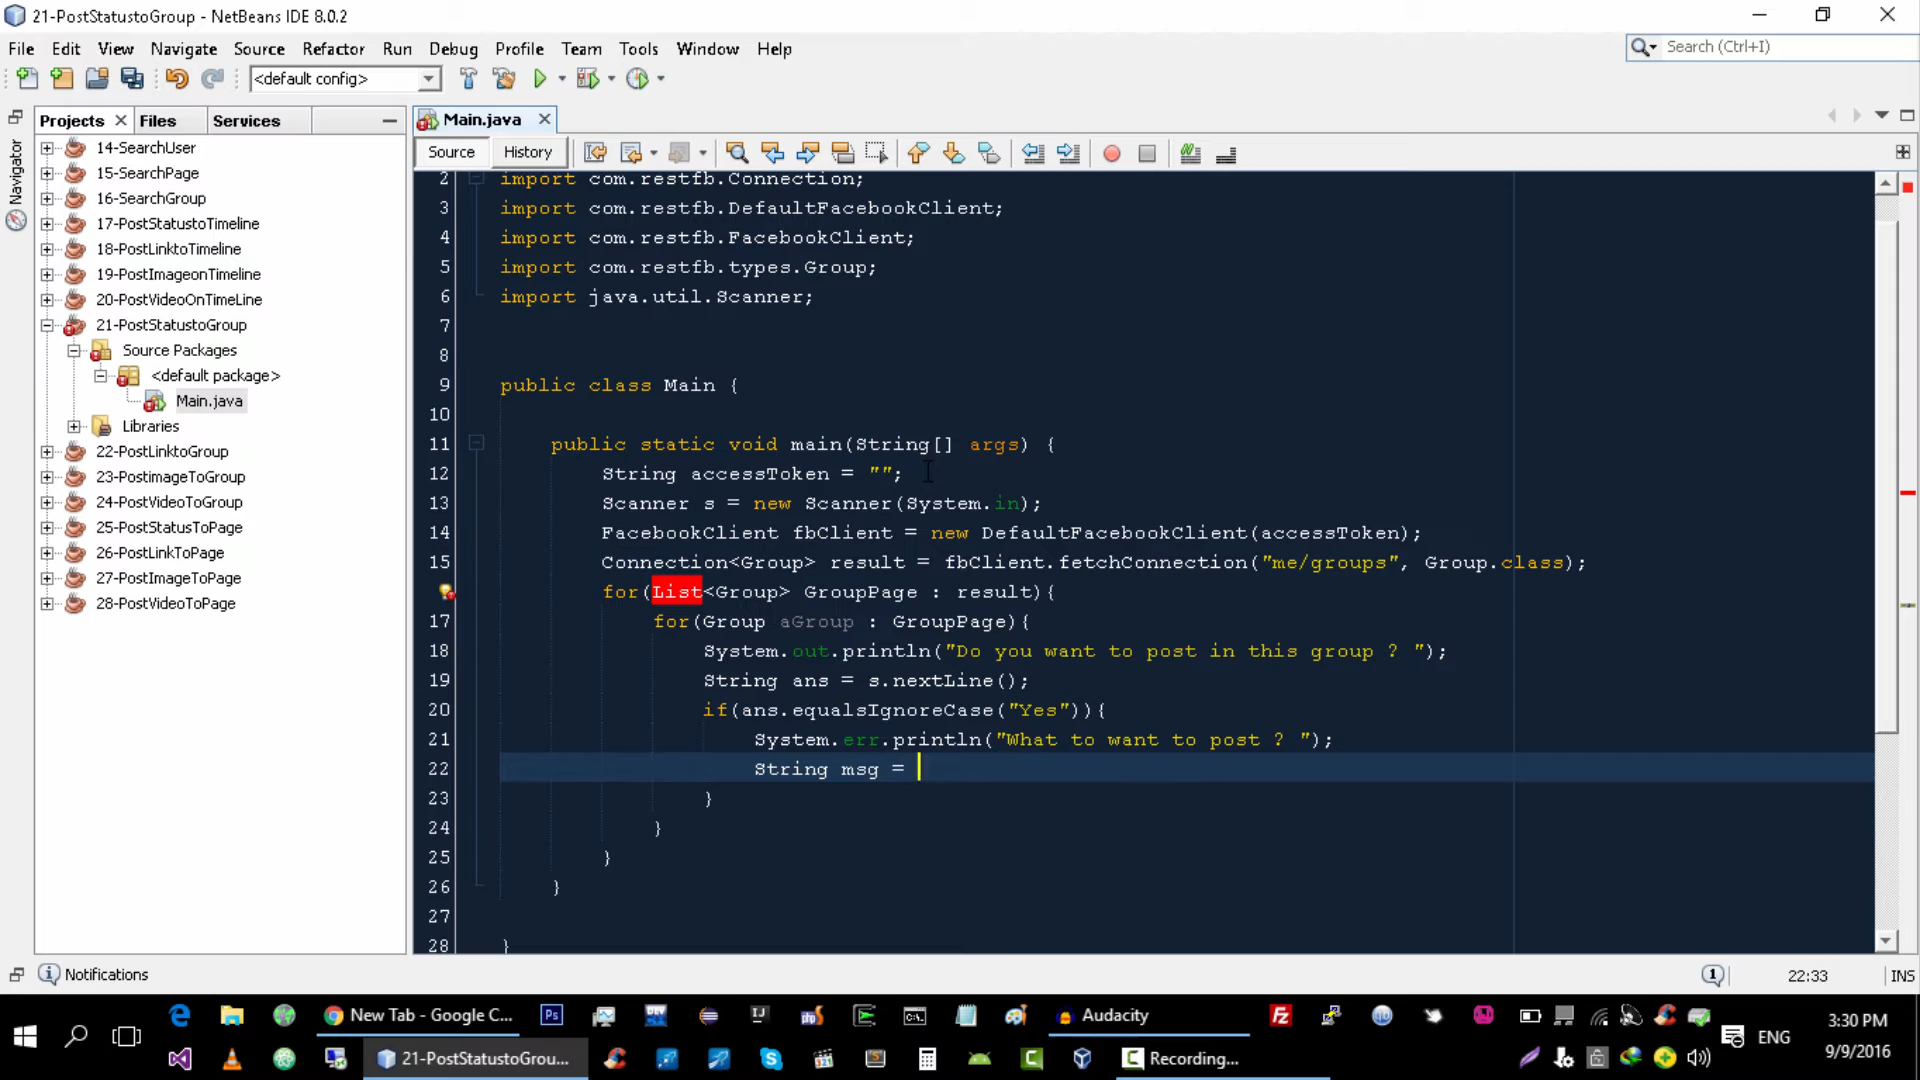 21-PostStatustoGroup - NetBeans IDE 8.0.2
File Edit View Navigate Source Refactor Run Debug Profile Team Tools Window Help
Search (Ctrl+I)
<default config>
Projects Files Services
Main.java
Navigator
Source History
14-SearchUser
15-SearchPage
16-SearchGroup
17-PostStatustoTimeline
18-PostLinktoTimeline
19-PostImageonTimeline
20-PostVideoOnTimeLine
21-PostStatustoGroup
Source Packages
<default package>
Main.java
Libraries
22-PostLinktoGroup
23-PostimageToGroup
24-PostVideoToGroup
25-PostStatusToPage
26-PostLinkToPage
27-PostImageToPage
28-PostVideoToPage
2 import com.restfb.Connection;
3 import com.restfb.DefaultFacebookClient;
4 import com.restfb.FacebookClient;
5 import com.restfb.types.Group;
6 import java.util.Scanner;
7
8
9 public class Main {
10
11 public static void main(String[] args) {
12 String accessToken = "";
13 Scanner s = new Scanner(System.in);
14 FacebookClient fbClient = new DefaultFacebookClient(accessToken);
15 Connection<Group> result = fbClient.fetchConnection("me/groups", Group.class);
for(List<Group> GroupPage : result){
17 for(Group aGroup : GroupPage){
18 System.out.println("Do you want to post in this group ? ");
19 String ans = s.nextLine();
20 if(ans.equalsIgnoreCase("Yes")){
21 System.err.println("What to want to post ? ");
22 String msg =
23 }
24 }
25 }
26 }
27
28 }
Notifications
1
22:33
INS
New Tab - Google C...
Ps
IJ
Audacity
Fz
3:30 PM
21-PostStatustoGrou...
Recording...
ENG
9/9/2016